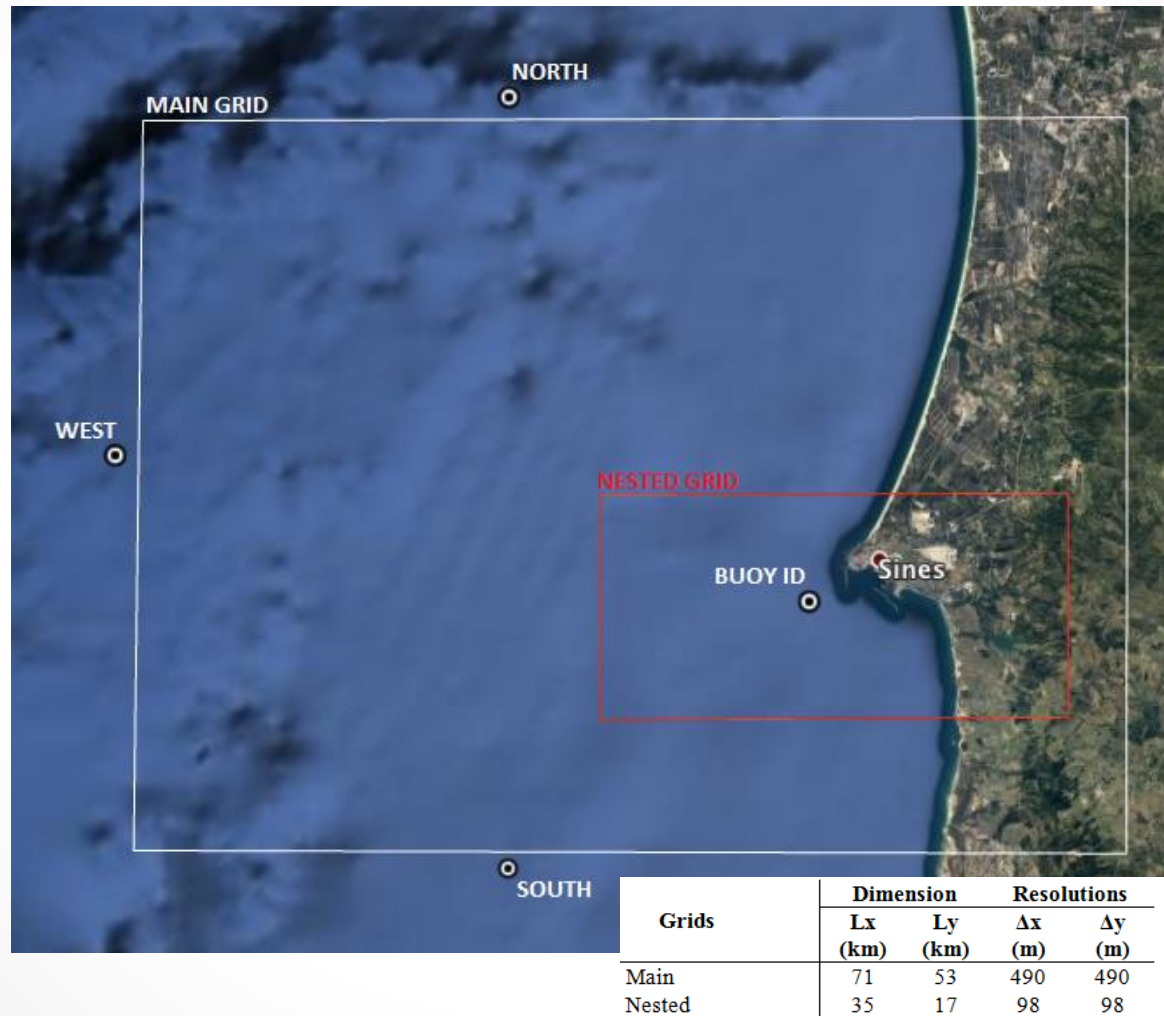 NORTH
MAIN GRID
WEST
NESTED GRID
Sines
BUOY ID
SOUTH
Dimension Resolutions
Grids Lx Ly Δx Δy
(km) (km) (m) (m)
Main 71 53 490 490
Nested 35 17 98 98